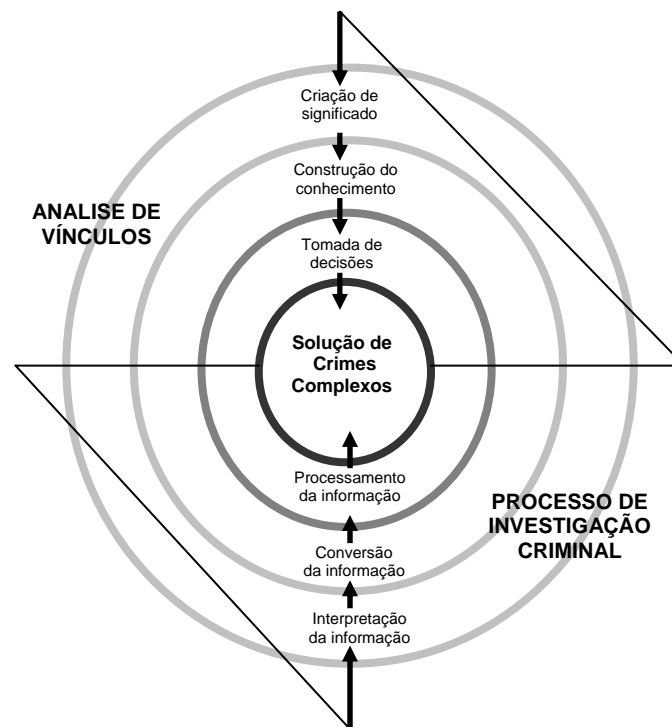 Criação de
significado
Construção do
conhecimento
ANALISE DE
VÍNCULOS
Tomada de
decisões
Solução de
Crimes
Complexos
Processamento
da informação
PROCESSO DE
INVESTIGAÇÃO
CRIMINAL
Conversão
da informação
Interpretação
da informação